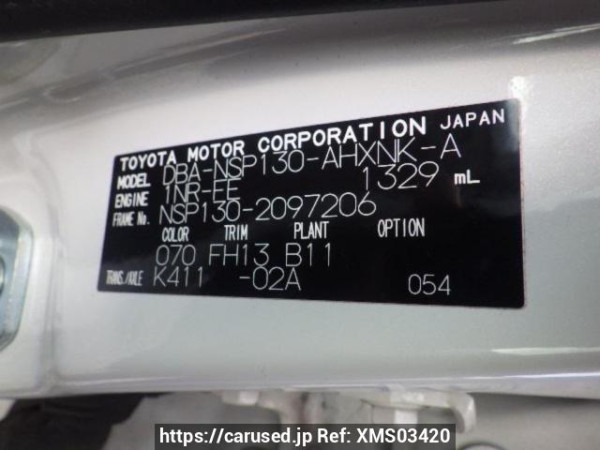 TOYOTA MOTOR CORPORATION JAPAN
MODEL DBA-NSP130-AHXNK-A
ENGINE 1NR-FE 1329 mL
FRAME No. NSP130-2097206
COLOR TRIM PLANT OPTION
070 FH13 B11
TRANS./AXLE K411 -02A 054
https://carused.jp Ref: XMS03420